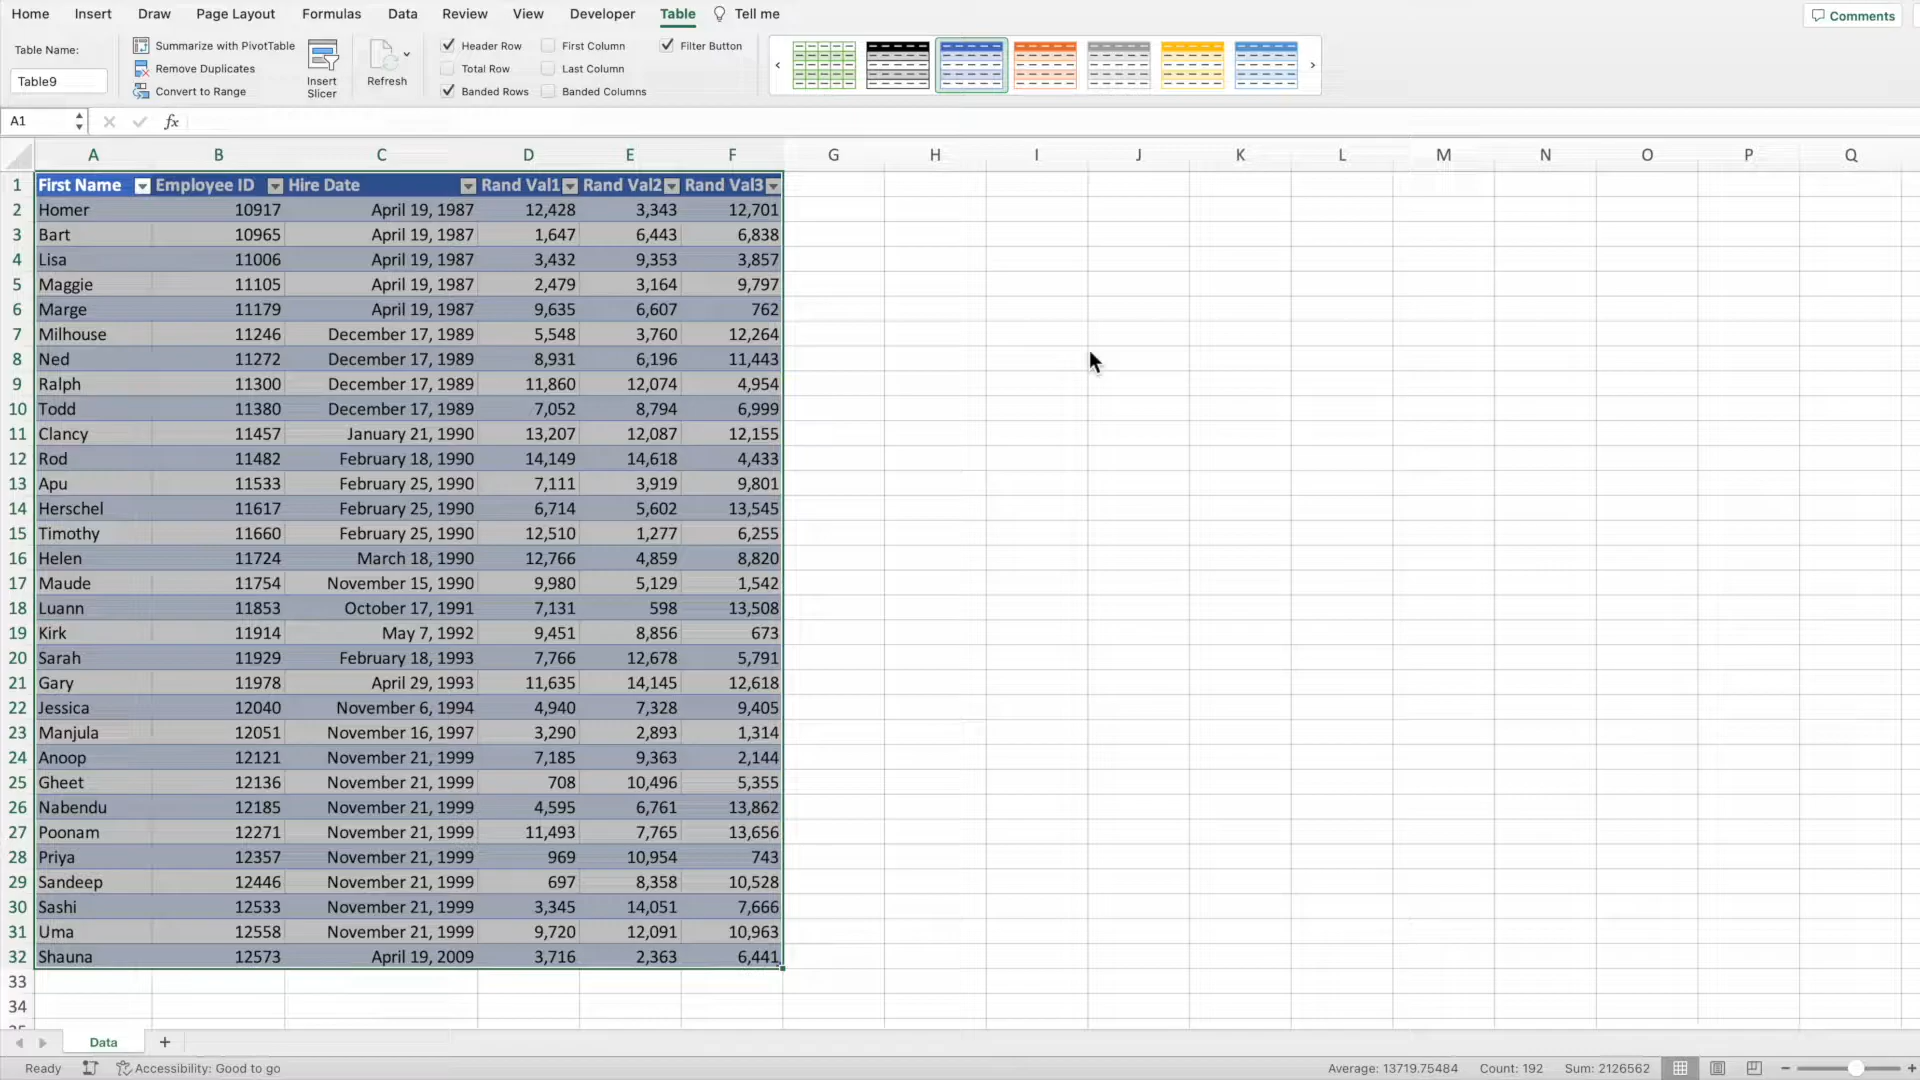 Home Insert Draw Page Layout Formulas Data Review View Developer Table Tell me Comments
Table Name:
Table9
Summarize with PivotTable
Remove Duplicates
Convert to Range
Insert
Slicer
Refresh
Header Row First Column Filter Button
Total Row Last Column
Banded Rows Banded Columns
A1 fx
A B C D E F G H I J K L M N O P Q
1 First Name Employee ID Hire Date Rand Val1 Rand Val2 Rand Val3
2 Homer 10917 April 19, 1987 12,428 3,343 12,701
3 Bart 10965 April 19, 1987 1,647 6,443 6,838
4 Lisa 11006 April 19, 1987 3,432 9,353 3,857
5 Maggie 11105 April 19, 1987 2,479 3,164 9,797
6 Marge 11179 April 19, 1987 9,635 6,607 762
7 Milhouse 11246 December 17, 1989 5,548 3,760 12,264
8 Ned 11272 December 17, 1989 8,931 6,196 11,443
9 Ralph 11300 December 17, 1989 11,860 12,074 4,954
10 Todd 11380 December 17, 1989 7,052 8,794 6,999
11 Clancy 11457 January 21, 1990 13,207 12,087 12,155
12 Rod 11482 February 18, 1990 14,149 14,618 4,433
13 Apu 11533 February 25, 1990 7,111 3,919 9,801
14 Herschel 11617 February 25, 1990 6,714 5,602 13,545
15 Timothy 11660 February 25, 1990 12,510 1,277 6,255
16 Helen 11724 March 18, 1990 12,766 4,859 8,820
17 Maude 11754 November 15, 1990 9,980 5,129 1,542
18 Luann 11853 October 17, 1991 7,131 598 13,508
19 Kirk 11914 May 7, 1992 9,451 8,856 673
20 Sarah 11929 February 18, 1993 7,766 12,678 5,791
21 Gary 11978 April 29, 1993 11,635 14,145 12,618
22 Jessica 12040 November 6, 1994 4,940 7,328 9,405
23 Manjula 12051 November 16, 1997 3,290 2,893 1,314
24 Anoop 12121 November 21, 1999 7,185 9,363 2,144
25 Gheet 12136 November 21, 1999 708 10,496 5,355
26 Nabendu 12185 November 21, 1999 4,595 6,761 13,862
27 Poonam 12271 November 21, 1999 11,493 7,765 13,656
28 Priya 12357 November 21, 1999 969 10,954 743
29 Sandeep 12446 November 21, 1999 697 8,358 10,528
30 Sashi 12533 November 21, 1999 3,345 14,051 7,666
31 Uma 12558 November 21, 1999 9,720 12,091 10,963
32 Shauna 12573 April 19, 2009 3,716 2,363 6,441
33
34
Data +
Ready Accessibility: Good to go Average: 13719.75484 Count: 192 Sum: 2126562